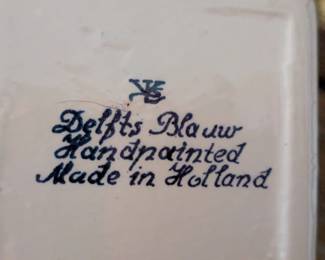 Delfts Blauw
Handpainted
Made in Holland